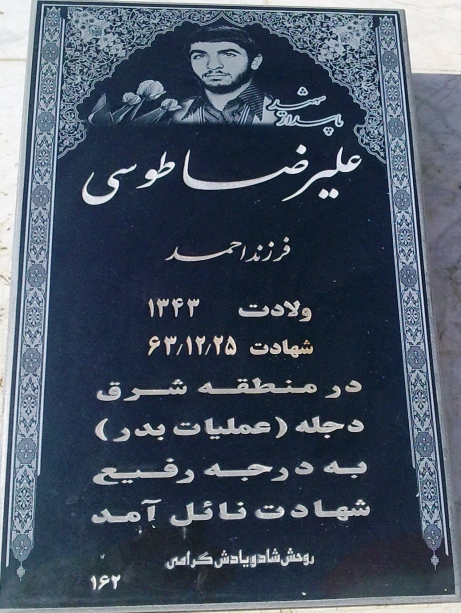 شهید
پاسدار
علیرضا طوسی
فرزند احمد
ولادت ۱۳۴۳
شهادت ۶۳/۱۲/۲۵
در منطقه شرق
دجله (عملیات بدر)
به درجه رفیع
شهادت نائل آمد
روحش شاد و یادش گرامی
۱۶۲